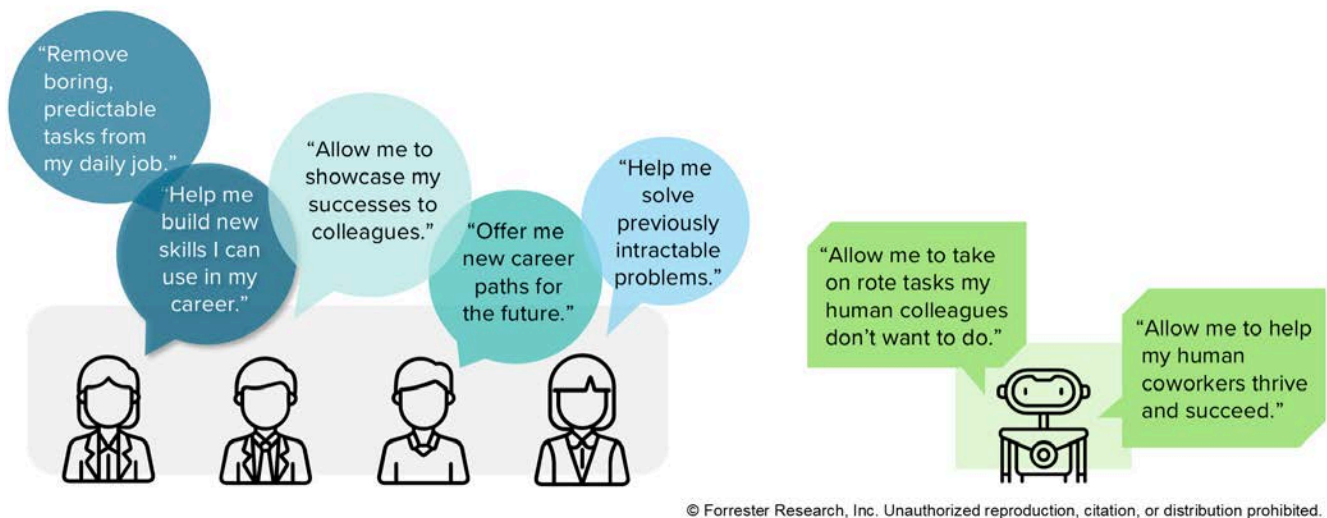 “Remove
boring,
predictable
tasks from
my daily job.”
“Help me
build new
skills I can
use in my
career.”
“Allow me to
showcase my
successes to
colleagues.”
“Offer me
new career
paths for
the future.”
“Help me
solve
previously
intractable
problems.”
“Allow me to take
on rote tasks my
human colleagues
don’t want to do.”
“Allow me to help
my human
coworkers thrive
and succeed.”
© Forrester Research, Inc. Unauthorized reproduction, citation, or distribution prohibited.